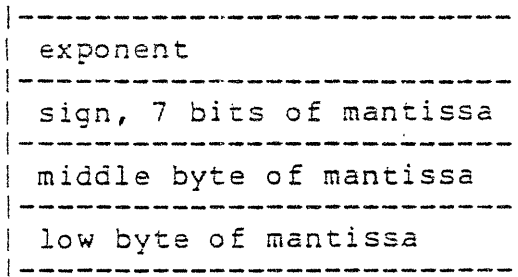 exponent
sign, 7 bits of mantissa
middle byte of mantissa
low byte of mantissa